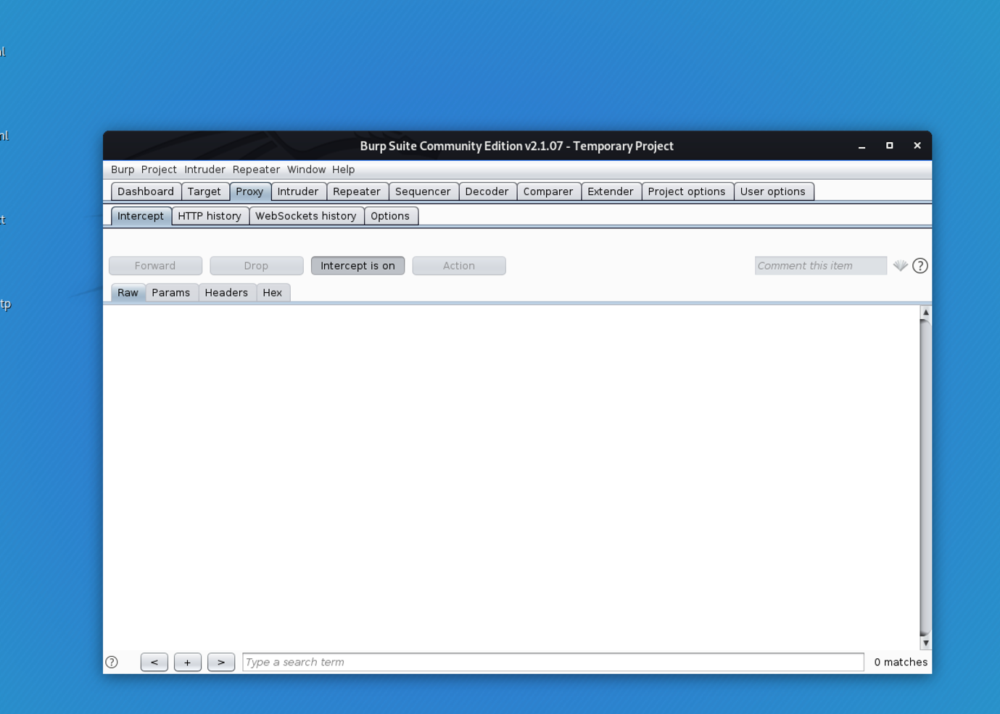 nl
Burp Suite Community Edition v2.1.07 - Temporary Project
Burp Project Intruder Repeater Window Help
Dashboard Target Proxy Intruder Repeater Sequencer Decoder Comparer Extender Project options User options
Intercept HTTP history WebSockets history Options
Forward Drop Intercept is on Action Comment this item ?
Raw Params Headers Hex
tp
? < + > Type a search term 0 matches